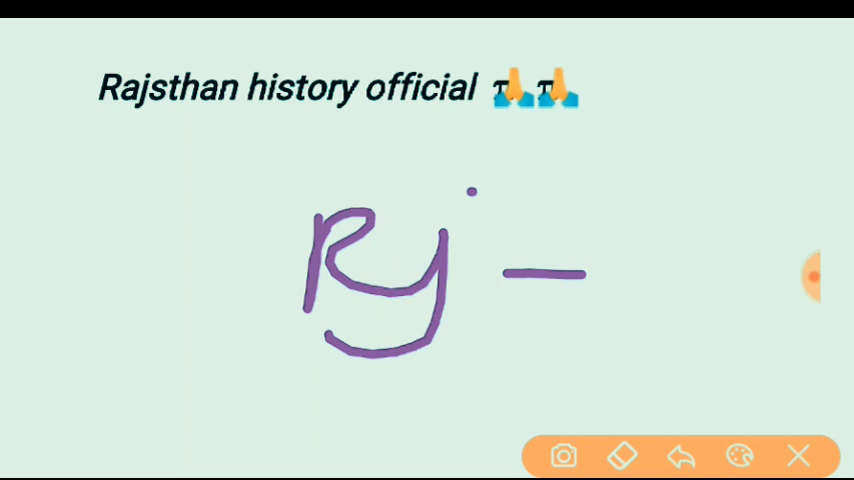 Rajsthan history official 🙏🙏
Rj -